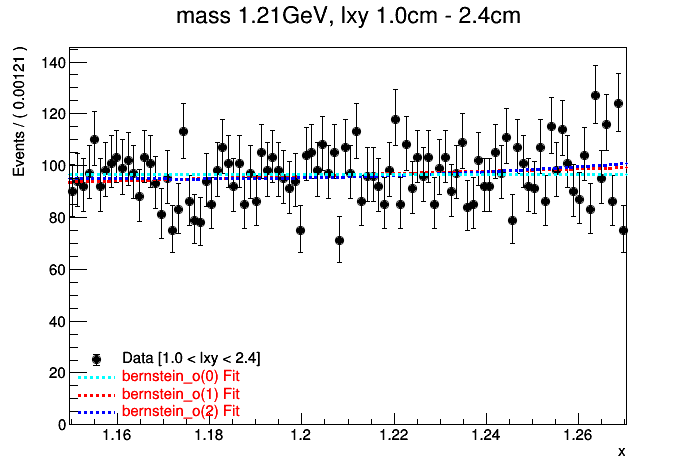 mass 1.21GeV, lxy 1.0cm - 2.4cm
Events / ( 0.00121 )
140
120
100
80
60
40
20
0
Data [1.0 < lxy < 2.4]
bernstein_o(0) Fit
bernstein_o(1) Fit
bernstein_o(2) Fit
1.16 1.18 1.2 1.22 1.24 1.26
x